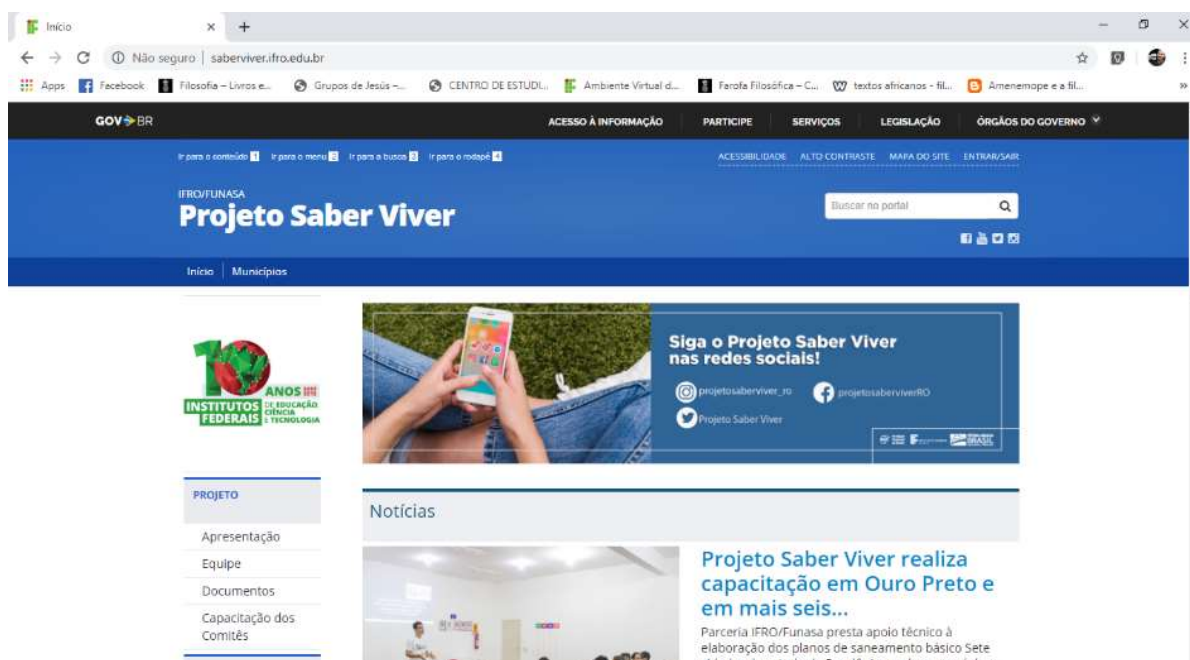 Início
Não seguro | saberviver.ifro.edu.br
Apps Facebook Filosofia – Livros e... Grupos de Jesús –... CENTRO DE ESTUDI... Ambiente Virtual d... Farofa Filosófica – C... textos africanos - fil... Amenemope e a fil... »
GOVBR ACESSO À INFORMAÇÃO PARTICIPE SERVIÇOS LEGISLAÇÃO ÓRGÃOS DO GOVERNO
Ir para o conteúdo 1 Ir para o menu 2 Ir para a busca 3 Ir para o rodapé 4 ACESSIBILIDADE ALTO CONTRASTE MAPA DO SITE ENTRAR/SAIR
IFRO/FUNASA
Projeto Saber Viver
Buscar no portal
Início Municípios
10 ANOS
INSTITUTOS FEDERAIS
DE EDUCAÇÃO CIÊNCIA E TECNOLOGIA
Siga o Projeto Saber Viver
nas redes sociais!
projetosaberviver_ro projetosaberviverRO
Projeto Saber Viver
BRASIL
PROJETO
Apresentação
Equipe
Documentos
Capacitação dos
Comitês
Notícias
Projeto Saber Viver realiza
capacitação em Ouro Preto e
em mais seis...
Parceria IFRO/Funasa presta apoio técnico à
elaboração dos planos de saneamento básico Sete